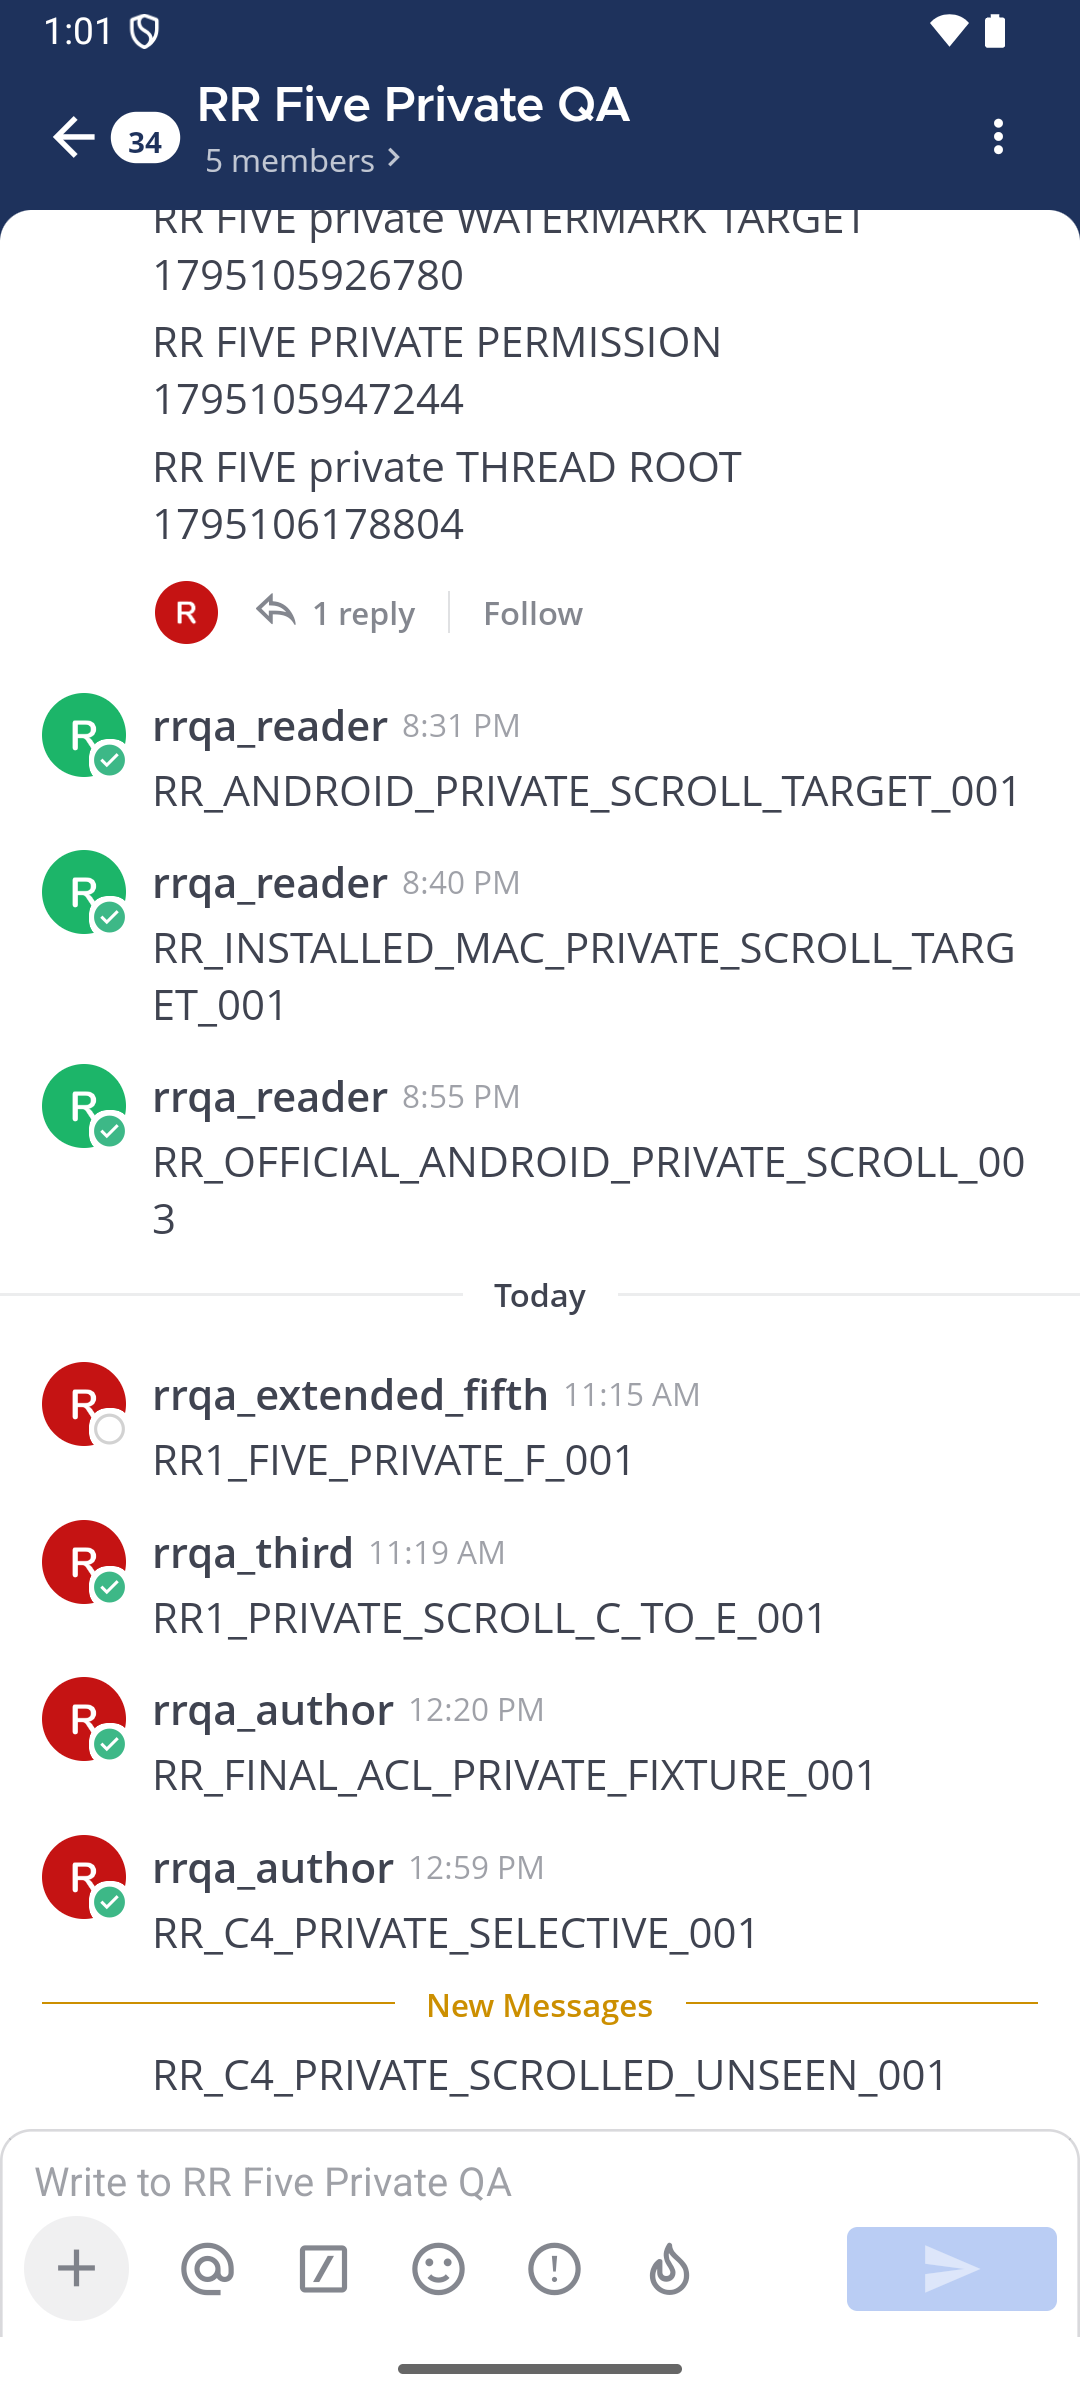 1:01
34
RR Five Private QA
5 members
RR FIVE private WATERMARK TARGET
1795105926780
RR FIVE PRIVATE PERMISSION
1795105947244
RR FIVE private THREAD ROOT
1795106178804
R 1 reply Follow
R rrqa_reader 8:31 PM
RR_ANDROID_PRIVATE_SCROLL_TARGET_001
R rrqa_reader 8:40 PM
RR_INSTALLED_MAC_PRIVATE_SCROLL_TARG
ET_001
R rrqa_reader 8:55 PM
RR_OFFICIAL_ANDROID_PRIVATE_SCROLL_00
3
Today
R rrqa_extended_fifth 11:15 AM
RR1_FIVE_PRIVATE_F_001
R rrqa_third 11:19 AM
RR1_PRIVATE_SCROLL_C_TO_E_001
R rrqa_author 12:20 PM
RR_FINAL_ACL_PRIVATE_FIXTURE_001
R rrqa_author 12:59 PM
RR_C4_PRIVATE_SELECTIVE_001
New Messages
RR_C4_PRIVATE_SCROLLED_UNSEEN_001
Write to RR Five Private QA